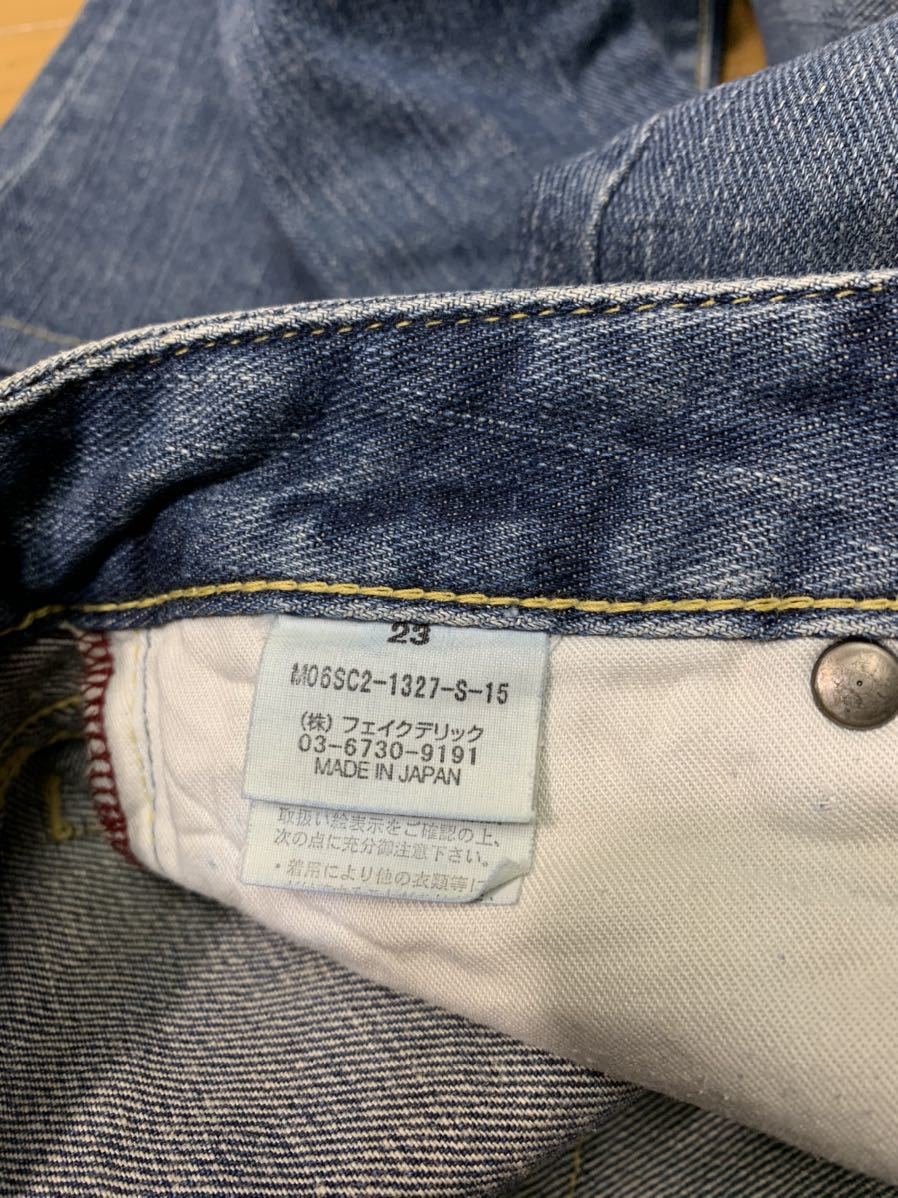 23
M06SC2-1327-S-15
(株) フェイクデリック
03-6730-9191
MADE IN JAPAN
取扱い絵表示をご確認の上、
次の点に充分御注意下さい。
・着用により他の衣類等に